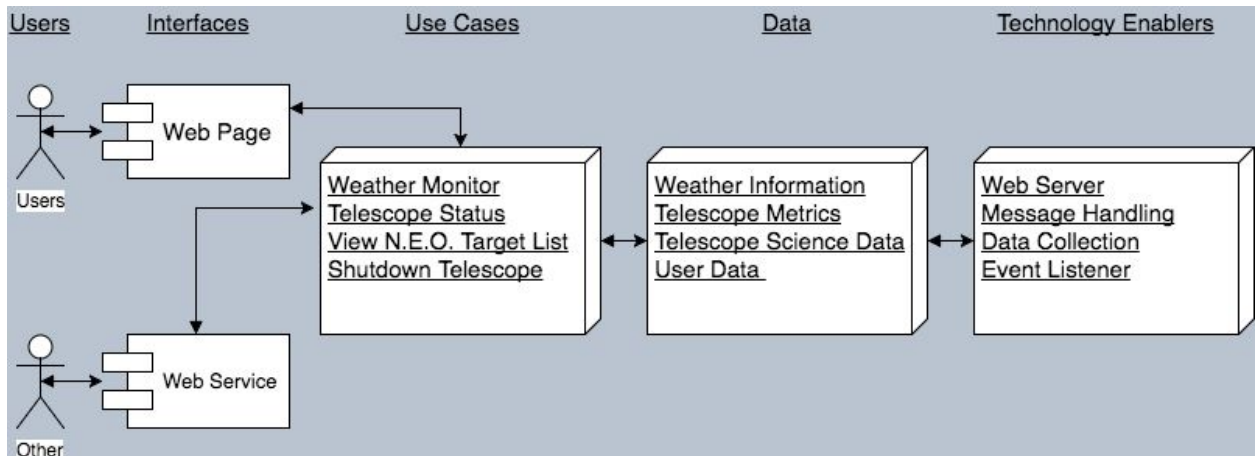 Users
Interfaces
Use Cases
Data
Technology Enablers
Web Page
Users
Weather Monitor
Telescope Status
View N.E.O. Target List
Shutdown Telescope
Weather Information
Telescope Metrics
Telescope Science Data
User Data
Web Server
Message Handling
Data Collection
Event Listener
Web Service
Other